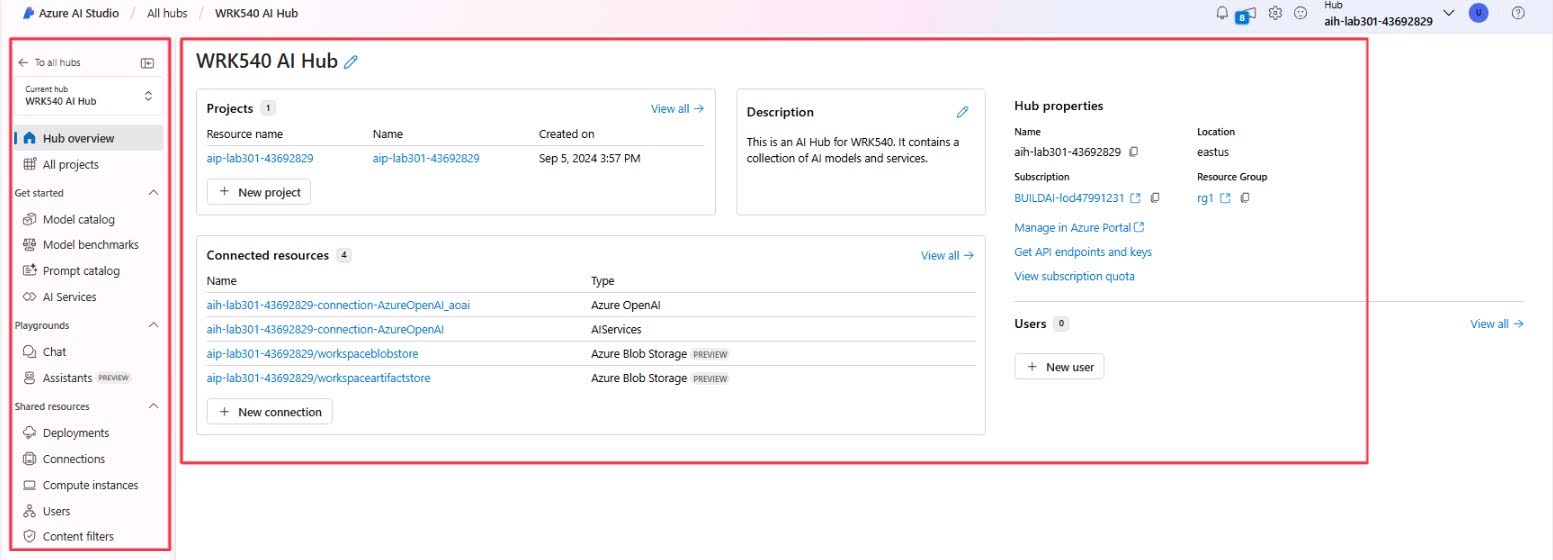 Azure AI Studio / All hubs / WRK540 AI Hub
8
Hub
aih-lab301-43692829
U
To all hubs
Current hub
WRK540 AI Hub
Hub overview
All projects
Get started
Model catalog
Model benchmarks
Prompt catalog
AI Services
Playgrounds
Chat
Assistants PREVIEW
Shared resources
Deployments
Connections
Compute instances
Users
Content filters
WRK540 AI Hub
Projects 1 View all →
Resource name Name Created on
aip-lab301-43692829 aip-lab301-43692829 Sep 5, 2024 3:57 PM
+ New project
Description
This is an AI Hub for WRK540. It contains a
collection of AI models and services.
Connected resources 4 View all →
Name Type
aih-lab301-43692829-connection-AzureOpenAI_aoai Azure OpenAI
aih-lab301-43692829-connection-AzureOpenAI AIServices
aip-lab301-43692829/workspaceblobstore Azure Blob Storage PREVIEW
aip-lab301-43692829/workspaceartifactstore Azure Blob Storage PREVIEW
+ New connection
Hub properties
Name Location
aih-lab301-43692829 eastus
Subscription Resource Group
BUILDAI-lod47991231 rg1
Manage in Azure Portal
Get API endpoints and keys
View subscription quota
Users 0 View all →
+ New user